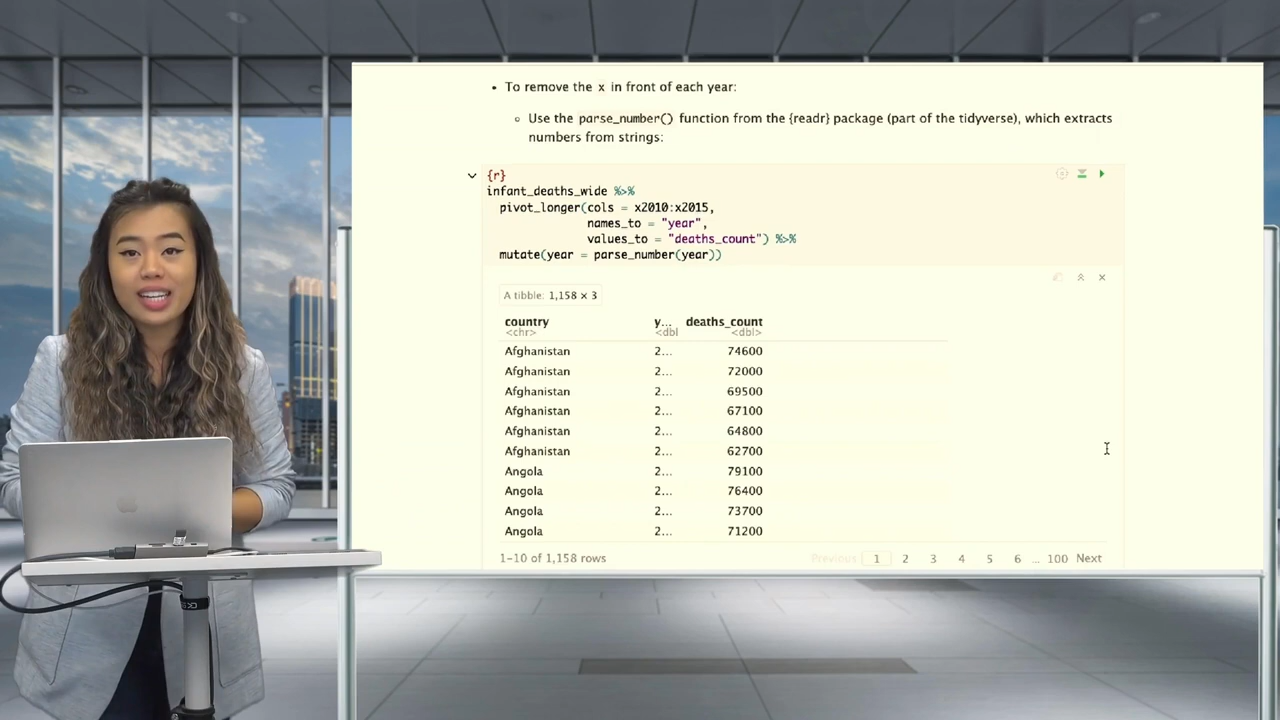 • To remove the x in front of each year:
◦ Use the parse_number() function from the {readr} package (part of the tidyverse), which extracts
numbers from strings:
{r}
infant_deaths_wide %>%
pivot_longer(cols = x2010:x2015,
names_to = "year",
values_to = "deaths_count") %>%
mutate(year = parse_number(year))
A tibble: 1,158 × 3
country y... deaths_count
<chr> <dbl <dbl>
Afghanistan 2... 74600
Afghanistan 2... 72000
Afghanistan 2... 69500
Afghanistan 2... 67100
Afghanistan 2... 64800
Afghanistan 2... 62700
Angola 2... 79100
Angola 2... 76400
Angola 2... 73700
Angola 2... 71200
1-10 of 1,158 rows Previous 1 2 3 4 5 6 ... 100 Next